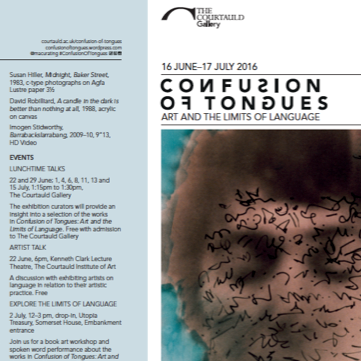 courtauld.ac.uk/confusion of tongues
confusionoftongues.wordpress.com
Susan Hiller, Midnight, Baker Street,
1983, c-type photographs on Agfa
Lustre paper
David Robilliard, A candle in the dark is
better than nothing at all, 1988, acrylic
on canvas
Imogen Stidworthy,
Barrabackslarrabang, 2009–10, 9"13,
HD Video
EVENTS
LUNCHTIME TALKS
22 and 29 June; 1, 4, 6, 8, 11, 13 and
15 July, 1:15pm to 1:30pm,
The Courtauld Gallery
The exhibition curators will provide an
insight into a selection of the works
in Confusion of Tongues: Art and the
Limits of Language. Free with admission
to The Courtauld Gallery
ARTIST TALK
22 June, 6pm, Kenneth Clark Lecture
Theatre, The Courtauld Institute of Art
A discussion with exhibiting artists on
language in relation to their artistic
practice. Free
EXPLORE THE LIMITS OF LANGUAGE
2 July, 12–3 pm, drop-in, Utopia
Treasury, Somerset House, Embankment
entrance
Join us for a book art workshop and
spoken word performance about the
works in Confusion of Tongues: Art and
THE
COURTAULD
Gallery
16 JUNE–17 JULY 2016
CONFUSION
OF TONGUES
ART AND THE LIMITS OF LANGUAGE